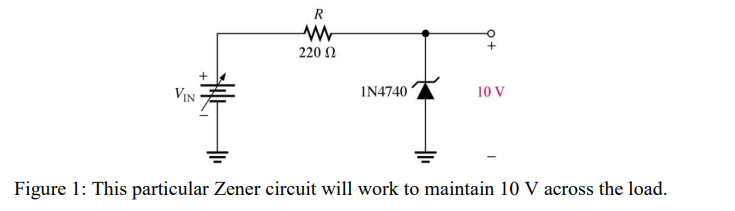 R
220 Ω
+
+
VIN
1N4740
10 V
–
–
Figure 1: This particular Zener circuit will work to maintain 10 V across the load.